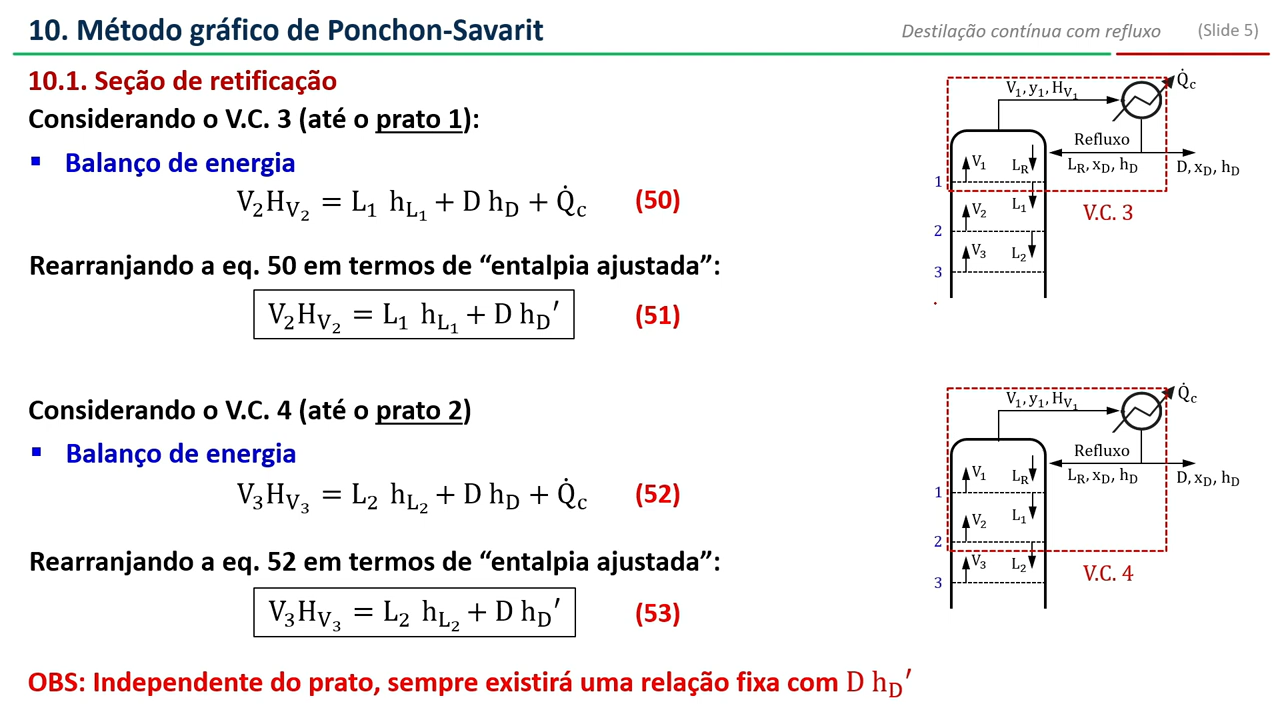 10. Método gráfico de Ponchon-Savarit
Destilação contínua com refluxo
(Slide 5)
10.1. Seção de retificação
Considerando o V.C. 3 (até o prato 1):
▪ Balanço de energia
V₂H_V₂ = L₁ h_L₁ + D h_D + Q̇_c (50)
Rearranjando a eq. 50 em termos de “entalpia ajustada”:
V₂H_V₂ = L₁ h_L₁ + D h_D′ (51)
Considerando o V.C. 4 (até o prato 2)
▪ Balanço de energia
V₃H_V₃ = L₂ h_L₂ + D h_D + Q̇_c (52)
Rearranjando a eq. 52 em termos de “entalpia ajustada”:
V₃H_V₃ = L₂ h_L₂ + D h_D′ (53)
OBS: Independente do prato, sempre existirá uma relação fixa com D h_D′
V₁, y₁, H_V₁
Q̇_c
Refluxo
L_R, x_D, h_D
D, x_D, h_D
V₁
L_R
1
L₁
V₂
V.C. 3
2
V₃
L₂
3
V₁, y₁, H_V₁
Q̇_c
Refluxo
L_R, x_D, h_D
D, x_D, h_D
V₁
L_R
1
L₁
V₂
2
V₃
L₂
V.C. 4
3